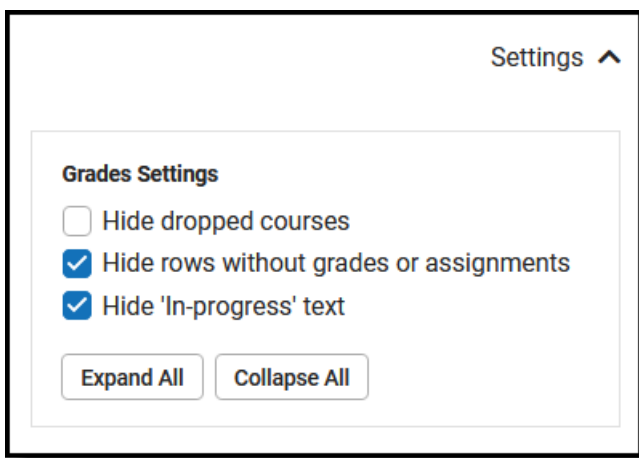 Settings
Grades Settings
Hide dropped courses
Hide rows without grades or assignments
Hide 'In-progress' text
Expand All Collapse All